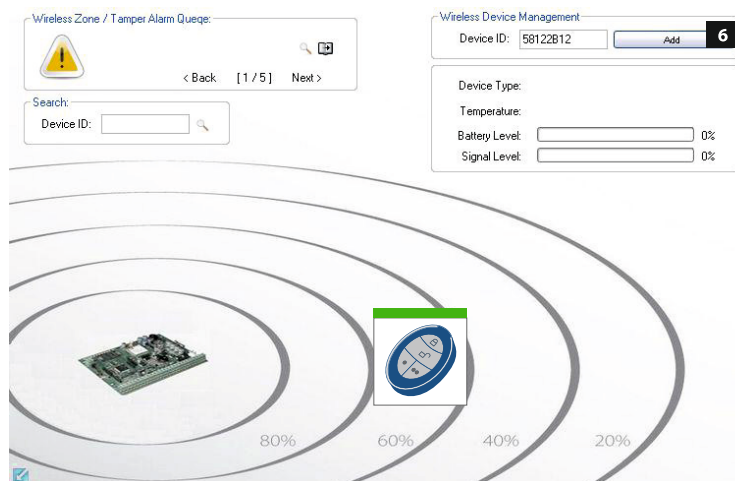 Wireless Zone / Tamper Alarm Queqe:
< Back [ 1 / 5 ] Next >
Search:
Device ID:
Wireless Device Management
Device ID: 58122B12 Add 6
Device Type:
Temperature:
Battery Level: 0%
Signal Level: 0%
80% 60% 40% 20%